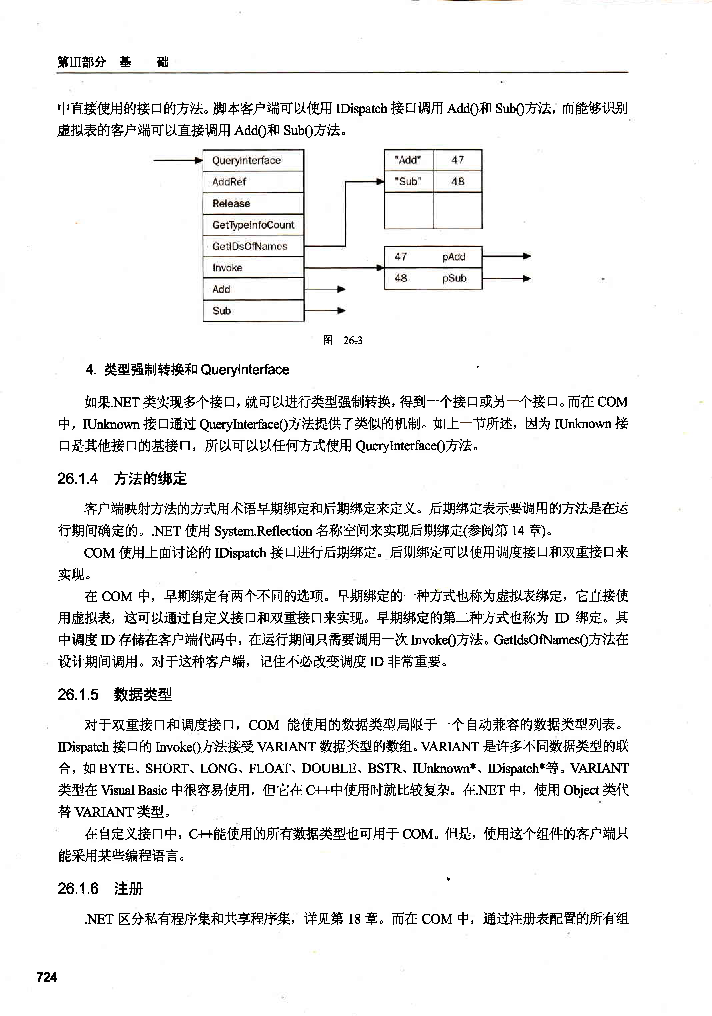 第III部分 基 础
中直接使用的接口的方法。脚本客户端可以使用 IDispatch 接口调用 Add()和 Sub()方法，而能够识别
虚拟表的客户端可以直接调用 Add()和 Sub()方法。
QueryInterface
AddRef
Release
GetTypeInfoCount
GetIDsOfNames
Invoke
Add
Sub
"Add" 47
"Sub" 48
47 pAdd
48 pSub
图 26-3
4. 类型强制转换和 QueryInterface
如果.NET 类实现多个接口，就可以进行类型强制转换，得到一个接口或另一个接口。而在 COM
中，IUnknown 接口通过 QueryInterface()方法提供了类似的机制。如上一节所述，因为 IUnknown 接
口是其他接口的基接口，所以可以以任何方式使用 QueryInterface()方法。
26.1.4 方法的绑定
客户端映射方法的方式用术语早期绑定和后期绑定来定义。后期绑定表示要调用的方法是在运
行期间确定的。.NET 使用 System.Reflection 名称空间来实现后期绑定(参阅第 14 章)。
COM 使用上面讨论的 IDispatch 接口进行后期绑定。后期绑定可以使用调度接口和双重接口来
实现。
在 COM 中，早期绑定有两个不同的选项。早期绑定的一种方式也称为虚拟表绑定，它直接使
用虚拟表，这可以通过自定义接口和双重接口来实现。早期绑定的第二种方式也称为 ID 绑定。其
中调度 ID 存储在客户端代码中，在运行期间只需要调用一次 Invoke()方法。GetIdsOfNames()方法在
设计期间调用。对于这种客户端，记住不必改变调度 ID 非常重要。
26.1.5 数据类型
对于双重接口和调度接口，COM 能使用的数据类型局限于一个自动兼容的数据类型列表。
IDispatch 接口的 Invoke()方法接受 VARIANT 数据类型的数组。VARIANT 是许多不同数据类型的联
合，如 BYTE、SHORT、LONG、FLOAT、DOUBLE、BSTR、IUnknown*、IDispatch*等。VARIANT
类型在 Visual Basic 中很容易使用，但它在 C++中使用时就比较复杂。在.NET 中，使用 Object 类代
替 VARIANT 类型。
在自定义接口中，C++能使用的所有数据类型也可用于 COM。但是，使用这个组件的客户端只
能采用某些编程语言。
26.1.6 注册
.NET 区分私有程序集和共享程序集，详见第 18 章。而在 COM 中，通过注册表配置的所有组
724